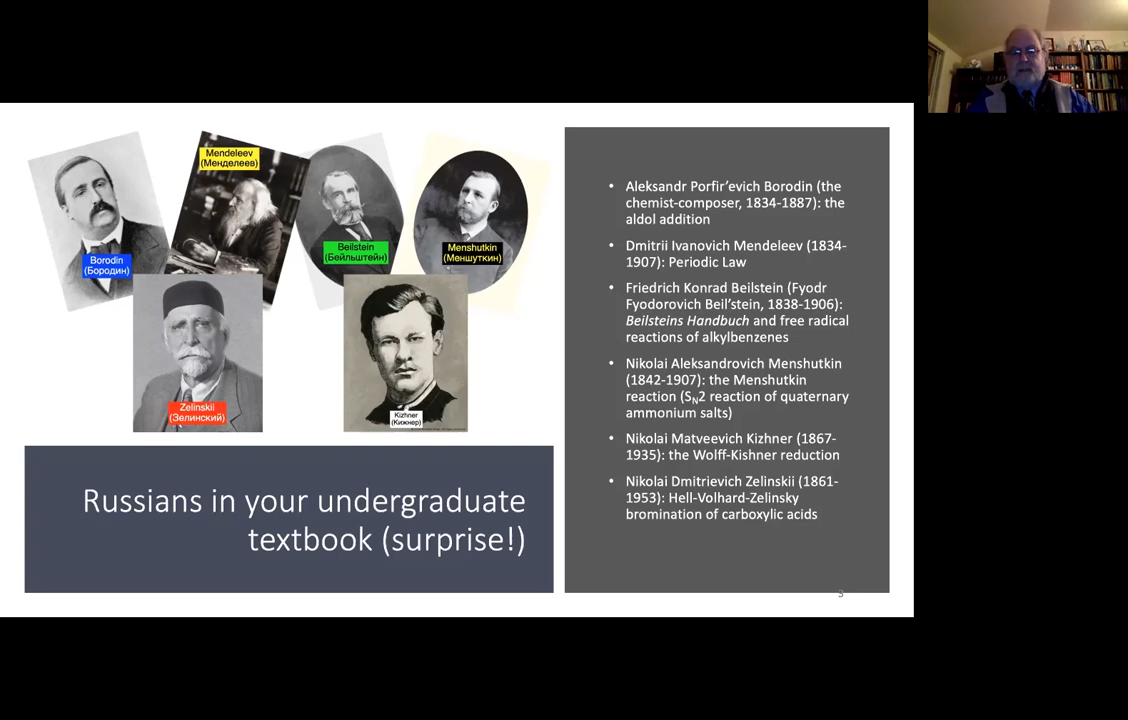 Mendeleev
(Менделеев)
Borodin
(Бородин)
Beilstein
(Бейльштейн)
Menshutkin
(Меншуткин)
Zelinskii
(Зелинский)
Kizhner
(Кижнер)
Russians in your undergraduate
textbook (surprise!)
• Aleksandr Porfir’evich Borodin (the
chemist-composer, 1834-1887): the
aldol addition
• Dmitrii Ivanovich Mendeleev (1834-
1907): Periodic Law
• Friedrich Konrad Beilstein (Fyodr
Fyodorovich Beil’stein, 1838-1906):
Beilsteins Handbuch and free radical
reactions of alkylbenzenes
• Nikolai Aleksandrovich Menshutkin
(1842-1907): the Menshutkin
reaction (SN2 reaction of quaternary
ammonium salts)
• Nikolai Matveevich Kizhner (1867-
1935): the Wolff-Kishner reduction
• Nikolai Dmitrievich Zelinskii (1861-
1953): Hell-Volhard-Zelinsky
bromination of carboxylic acids